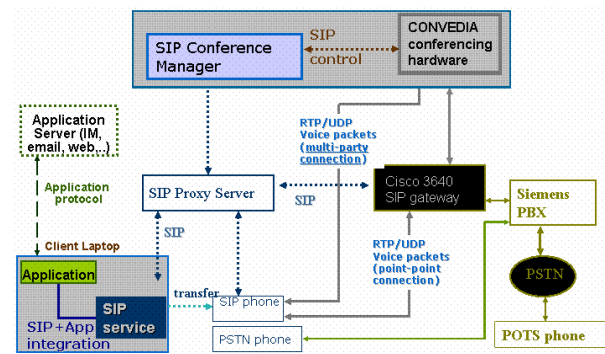 SIP Conference
Manager
SIP
control
CONVEDIA
conferencing
hardware
Application
Server (IM,
email, web,..)
RTP/UDP
Voice packets
(multi-party
connection)
Application
protocol
SIP Proxy Server
SIP
Cisco 3640
SIP gateway
Siemens
PBX
Client Laptop
SIP
RTP/UDP
Voice packets
(point-point
connection)
Application
PSTN
SIP
service
transfer
SIP phone
SIP+App
integration
PSTN phone
POTS phone